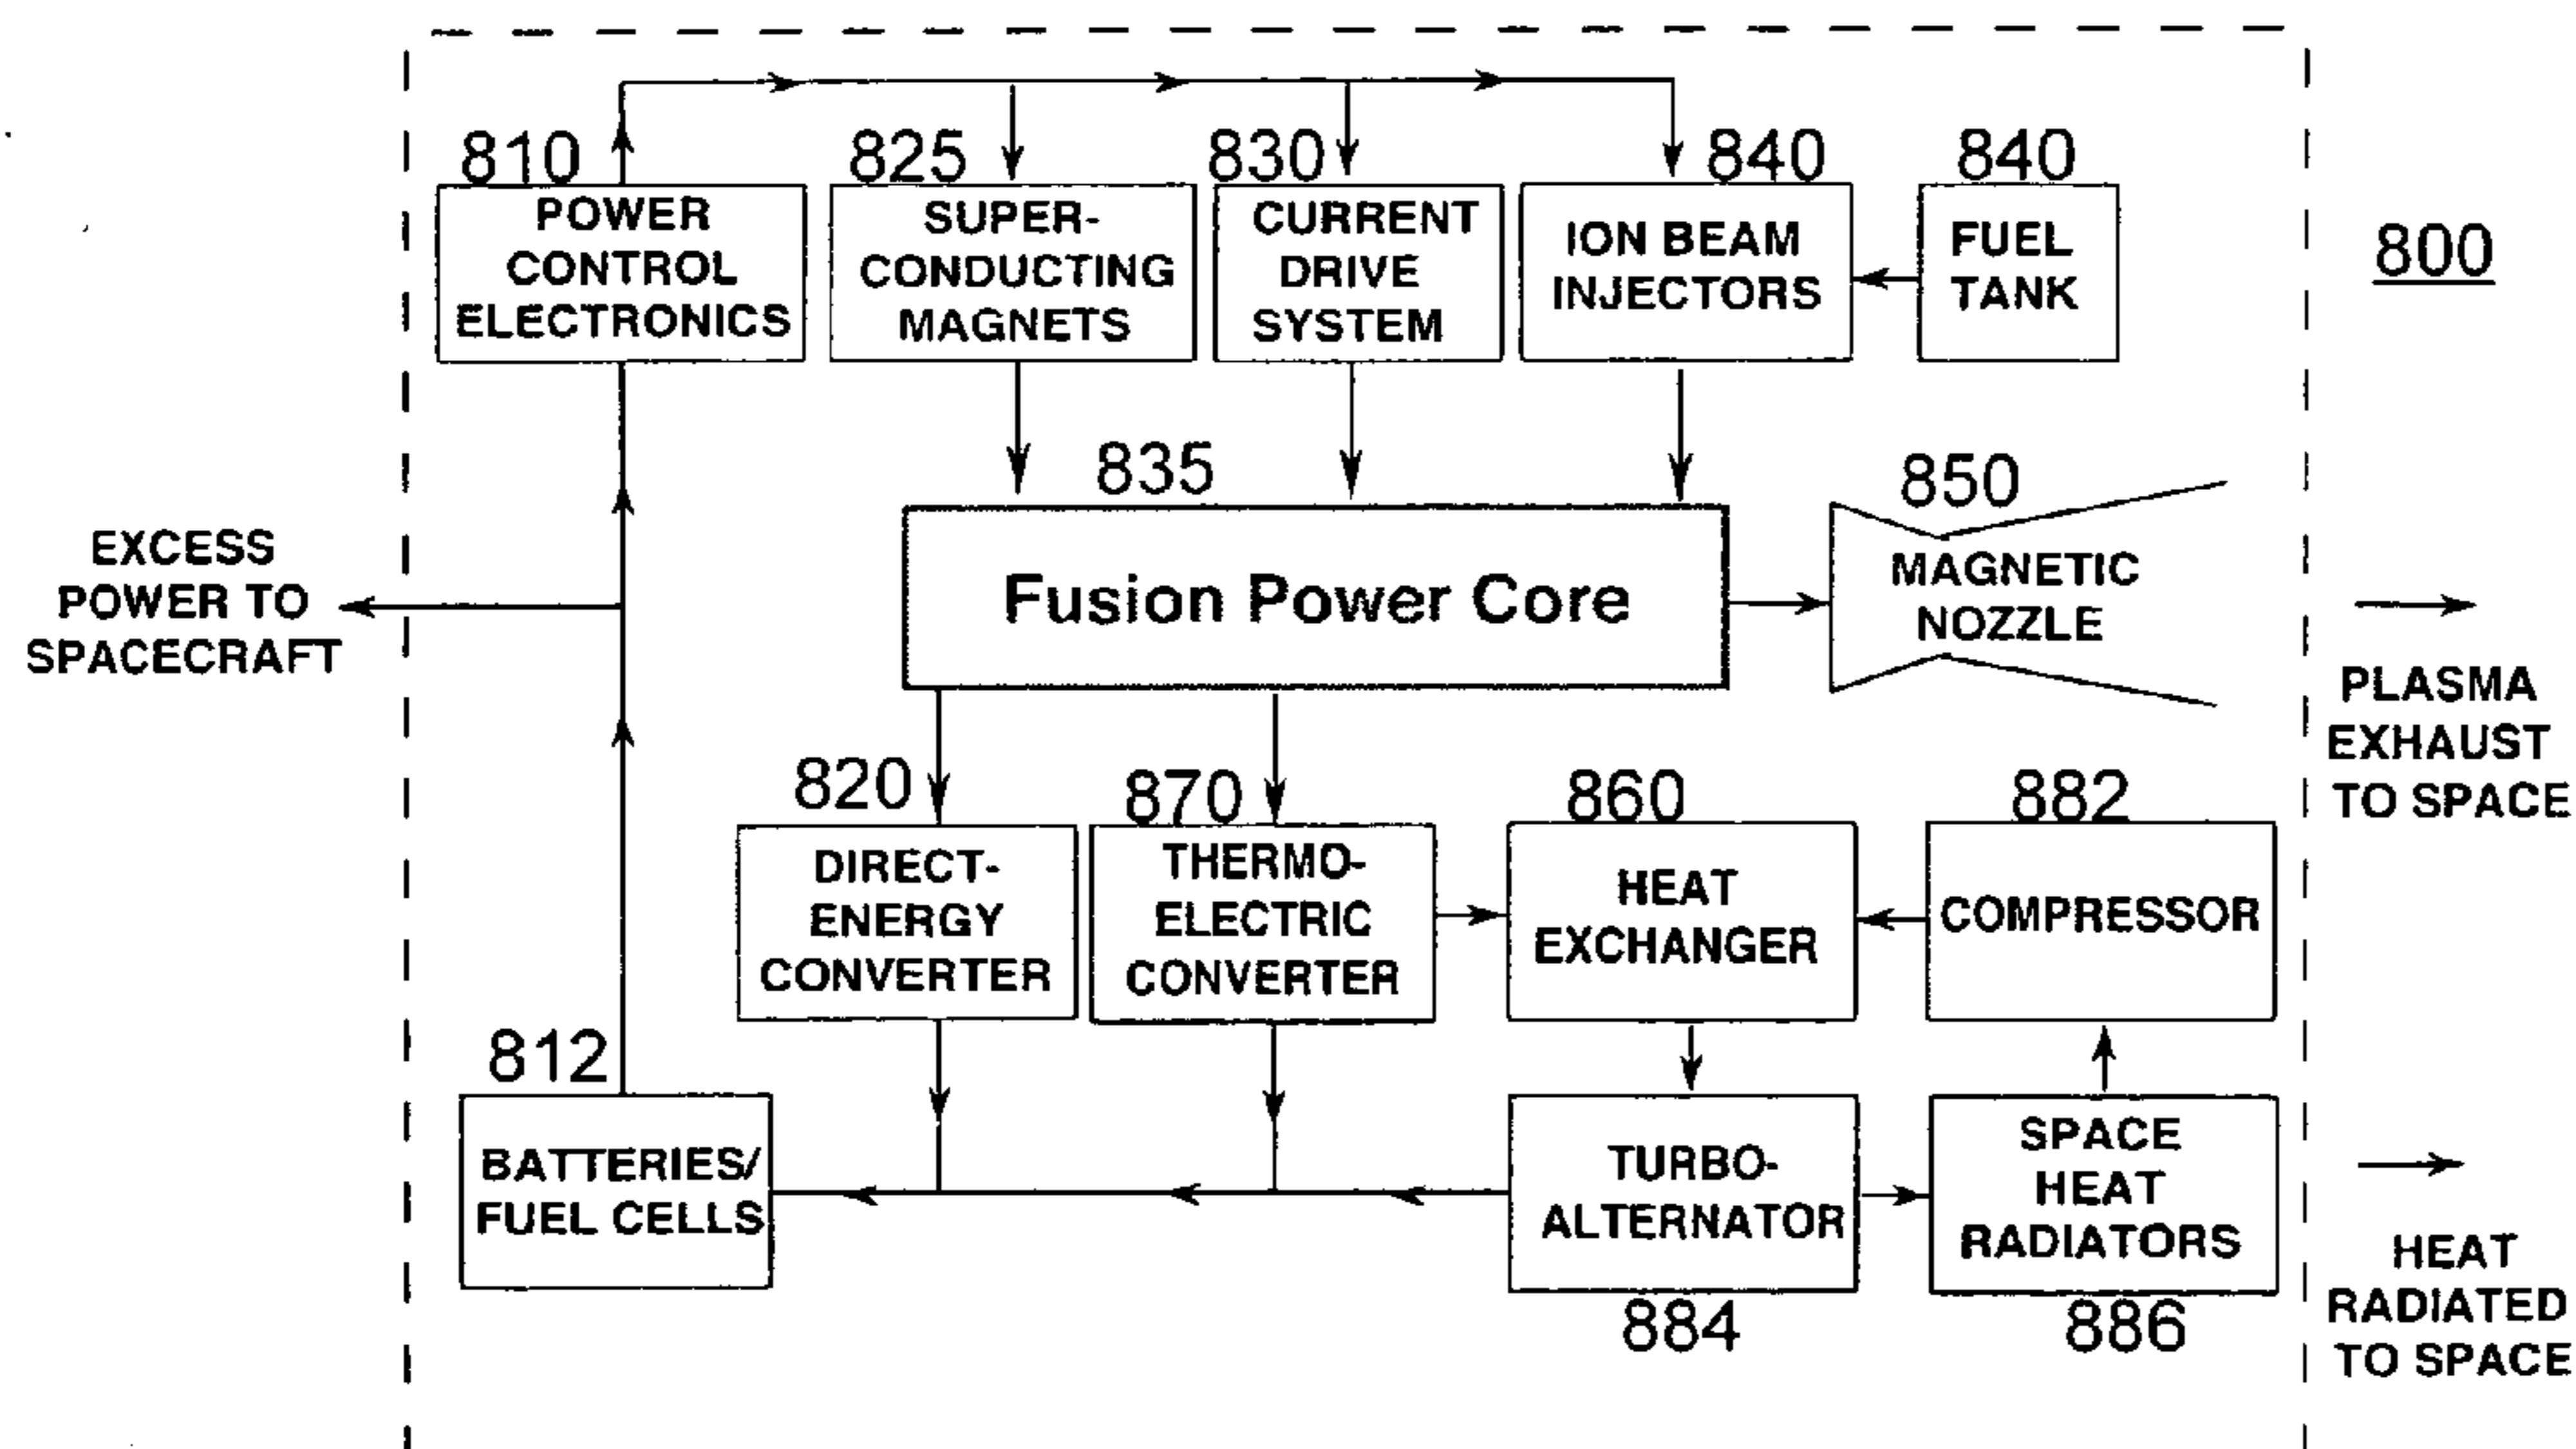 810
825
830
840
840
800
POWER
CONTROL
ELECTRONICS
SUPER-
CONDUCTING
MAGNETS
CURRENT
DRIVE
SYSTEM
ION BEAM
INJECTORS
FUEL
TANK
835
850
EXCESS
POWER TO
SPACECRAFT
Fusion Power Core
MAGNETIC
NOZZLE
PLASMA
EXHAUST
TO SPACE
820
870
860
882
DIRECT-
ENERGY
CONVERTER
THERMO-
ELECTRIC
CONVERTER
HEAT
EXCHANGER
COMPRESSOR
812
BATTERIES/
FUEL CELLS
TURBO-
ALTERNATOR
884
SPACE
HEAT
RADIATORS
886
HEAT
RADIATED
TO SPACE